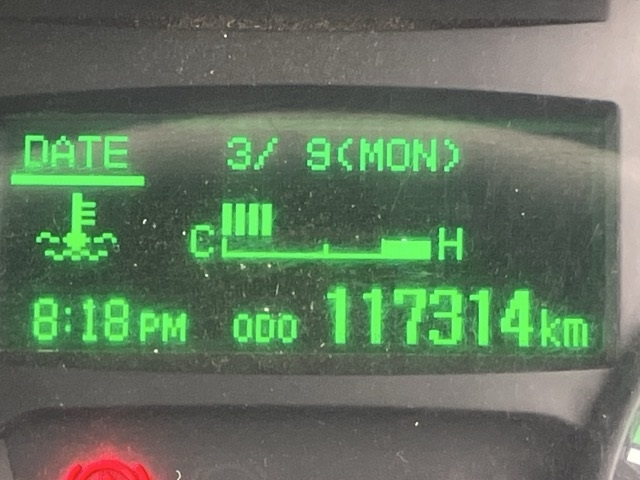 DATE 3/ 9(MON)
C H
8:18PM ODO 117314km